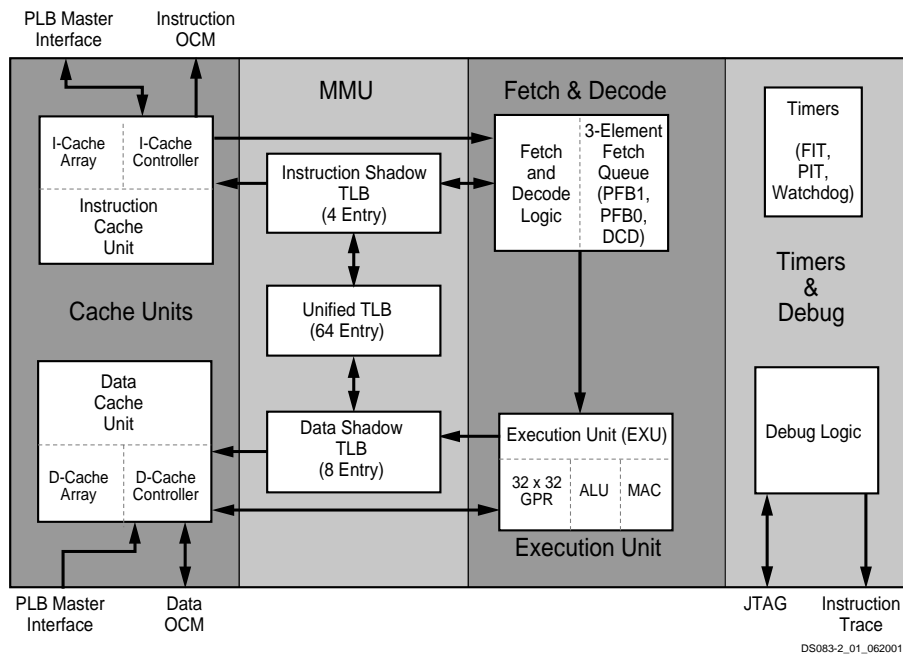 PLB Master
Interface
Instruction
OCM
MMU
Fetch & Decode
I-Cache
Array
I-Cache
Controller
Instruction
Cache
Unit
Instruction Shadow
TLB
(4 Entry)
Fetch
and
Decode
Logic
3-Element
Fetch
Queue
(PFB1,
PFB0,
DCD)
Timers
(FIT,
PIT,
Watchdog)
Cache Units
Unified TLB
(64 Entry)
Timers
&
Debug
Data
Cache
Unit
D-Cache
Array
D-Cache
Controller
Data Shadow
TLB
(8 Entry)
Execution Unit (EXU)
32 x 32
GPR
ALU
MAC
Execution Unit
Debug Logic
PLB Master
Interface
Data
OCM
JTAG
Instruction
Trace
DS083-2_01_062001